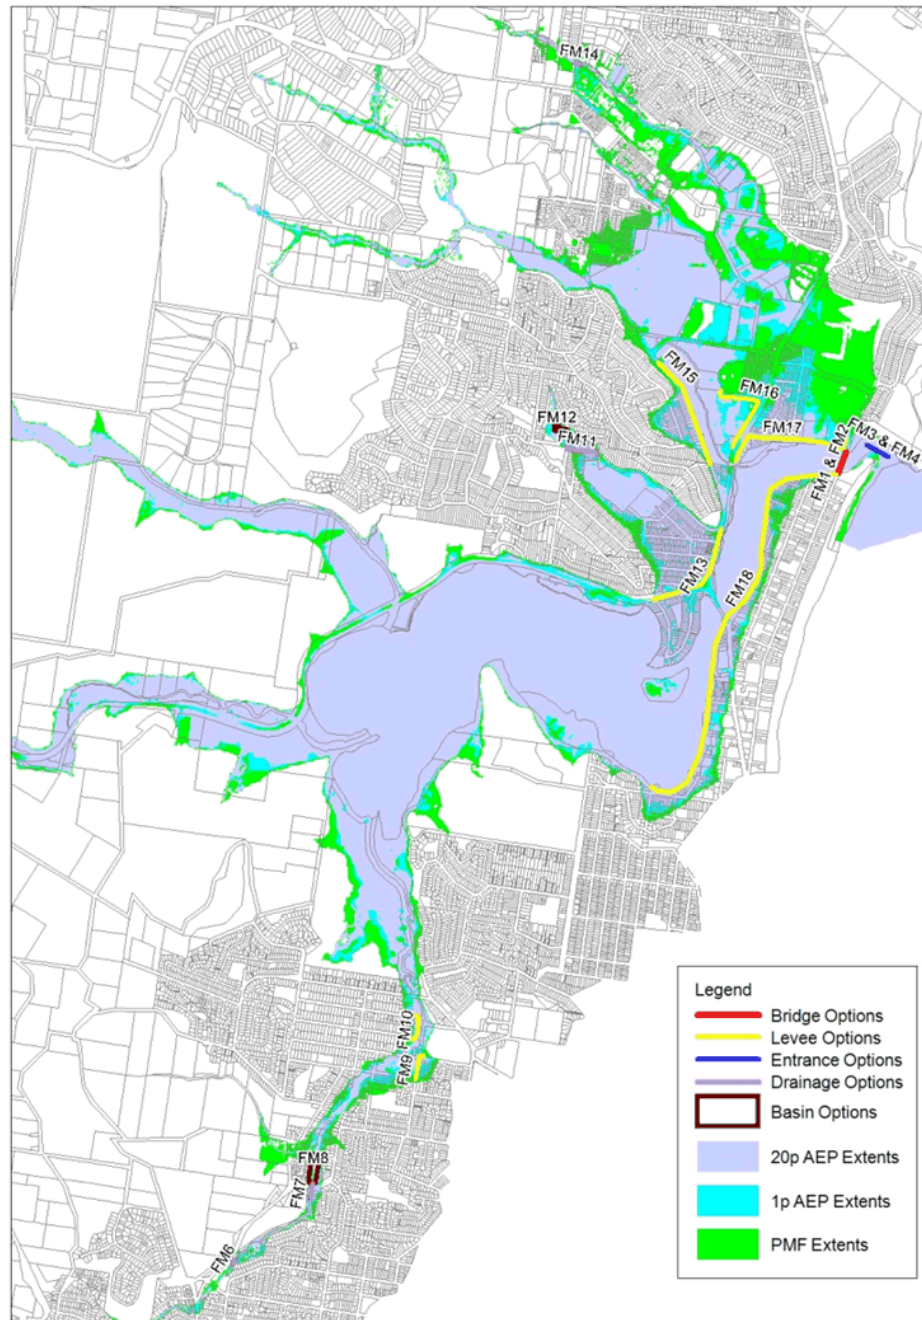 FM14
FM15
FM16
FM12
FM11
FM17
FM1 & FM2
FM3 & FM4
FM13
FM18
FM10
FM9
FM8
FM7
FM6
Legend
Bridge Options
Levee Options
Entrance Options
Drainage Options
Basin Options
20p AEP Extents
1p AEP Extents
PMF Extents